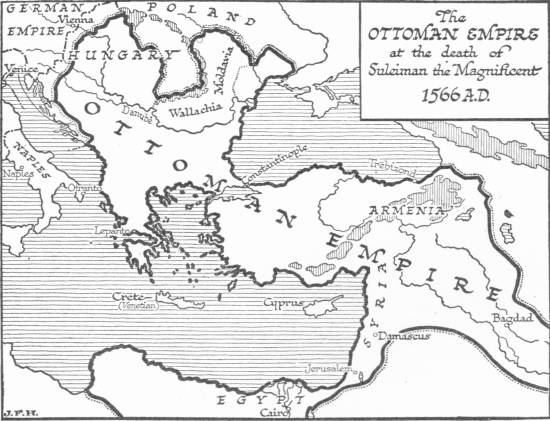 The
OTTOMAN EMPIRE
at the death of
Suleiman the Magnificent
1566 A.D.
GERMAN
EMPIRE
Vienna
POLAND
HUNGARY
Venice
Moldavia
Danube
Wallachia
OTTOMAN EMPIRE
Constantinople
Trebizond
NAPLES
Naples
Otranto
ARMENIA
Lepanto
Crete
(Venetian)
Cyprus
SYRIA
Bagdad
Damascus
Jerusalem
EGYPT
Cairo
J.F.H.